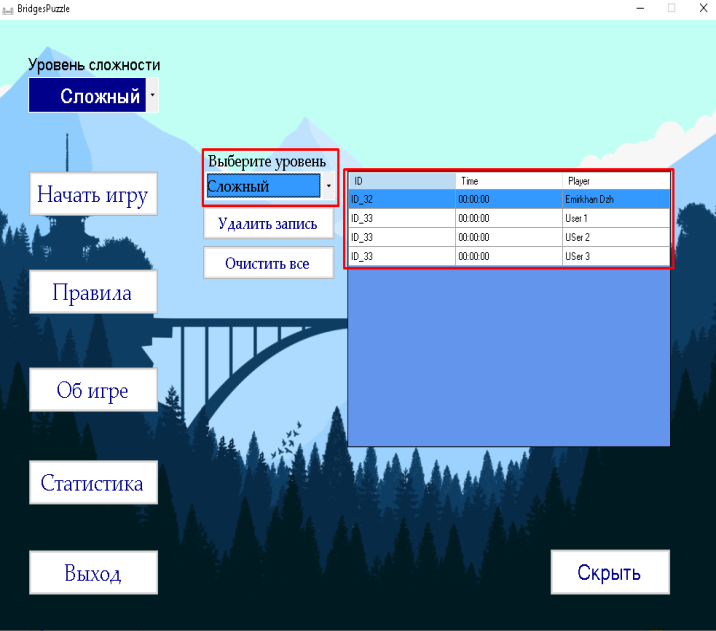 BridgesPuzzle
Уровень сложности
Сложный
Выберите уровень
Сложный
Удалить запись
Очистить все
ID Time Player
ID_32 00:00:00 Emirkhan Dzh
ID_33 00:00:00 User 1
ID_33 00:00:00 USer 2
ID_33 00:00:00 USer 3
Начать игру
Правила
Об игре
Статистика
Выход
Скрыть